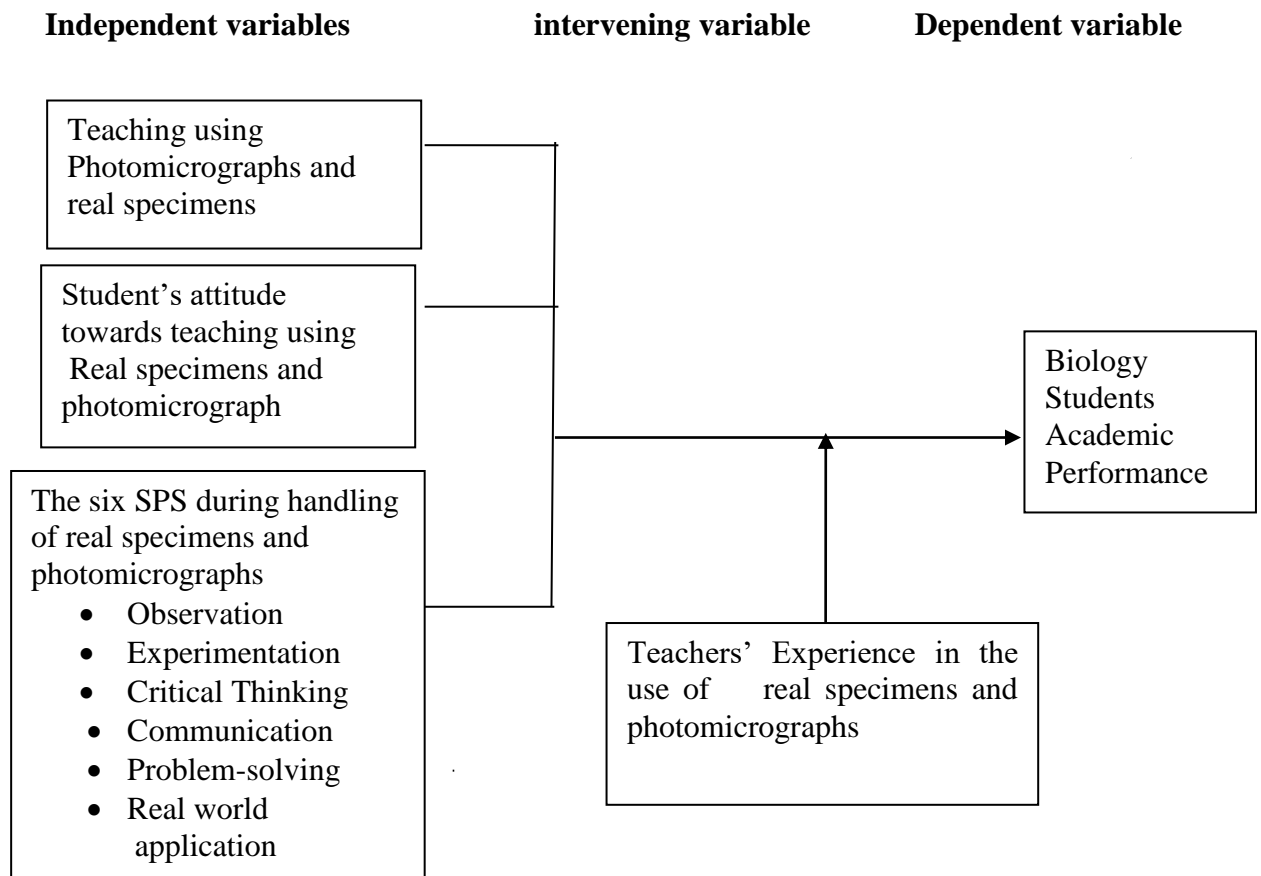 Independent variables intervening variable Dependent variable
Teaching using
Photomicrographs and
real specimens
Student’s attitude
towards teaching using
Real specimens and
photomicrograph
The six SPS during handling
of real specimens and
photomicrographs
• Observation
• Experimentation
• Critical Thinking
• Communication
• Problem-solving
• Real world
application
Teachers’ Experience in the
use of real specimens and
photomicrographs
Biology
Students
Academic
Performance